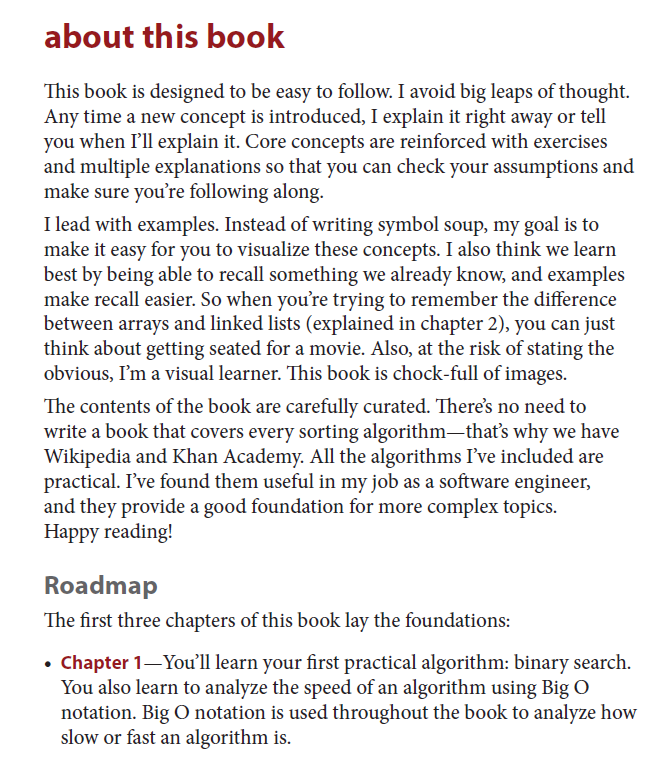 about this book
This book is designed to be easy to follow. I avoid big leaps of thought.
Any time a new concept is introduced, I explain it right away or tell
you when I’ll explain it. Core concepts are reinforced with exercises
and multiple explanations so that you can check your assumptions and
make sure you’re following along.
I lead with examples. Instead of writing symbol soup, my goal is to
make it easy for you to visualize these concepts. I also think we learn
best by being able to recall something we already know, and examples
make recall easier. So when you’re trying to remember the difference
between arrays and linked lists (explained in chapter 2), you can just
think about getting seated for a movie. Also, at the risk of stating the
obvious, I’m a visual learner. This book is chock-full of images.
The contents of the book are carefully curated. There’s no need to
write a book that covers every sorting algorithm—that’s why we have
Wikipedia and Khan Academy. All the algorithms I’ve included are
practical. I’ve found them useful in my job as a software engineer,
and they provide a good foundation for more complex topics.
Happy reading!
Roadmap
The first three chapters of this book lay the foundations:
• Chapter 1—You’ll learn your first practical algorithm: binary search.
You also learn to analyze the speed of an algorithm using Big O
notation. Big O notation is used throughout the book to analyze how
slow or fast an algorithm is.